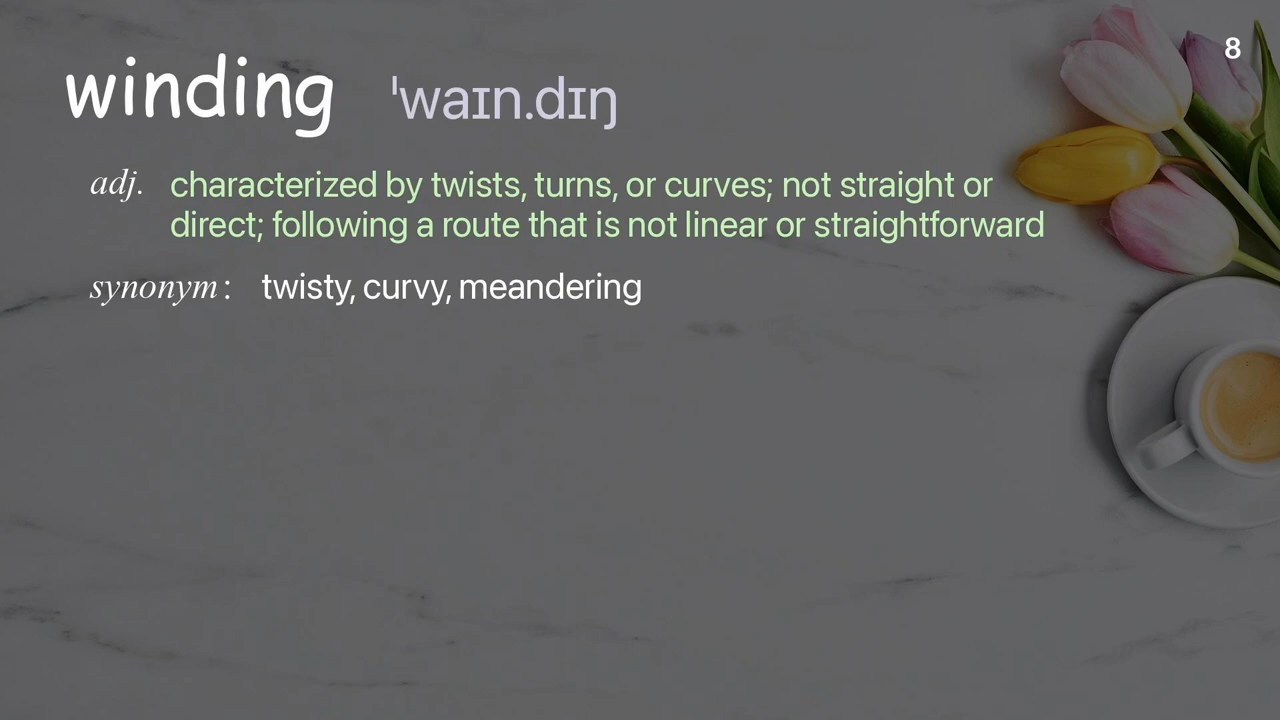 8
winding ˈwaɪn.dɪŋ
adj. characterized by twists, turns, or curves; not straight or
direct; following a route that is not linear or straightforward
synonym: twisty, curvy, meandering